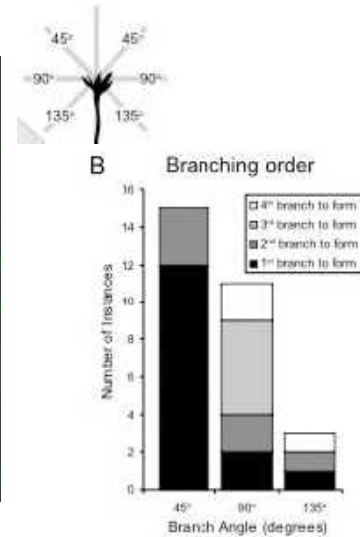 45° 45°
90° 90°
135° 135°
B Branching order
16
14
12
10
8
6
4
2
0
Number of Instances
4th branch to form
3rd branch to form
2nd branch to form
1st branch to form
45° 90° 135°
Branch Angle (degrees)